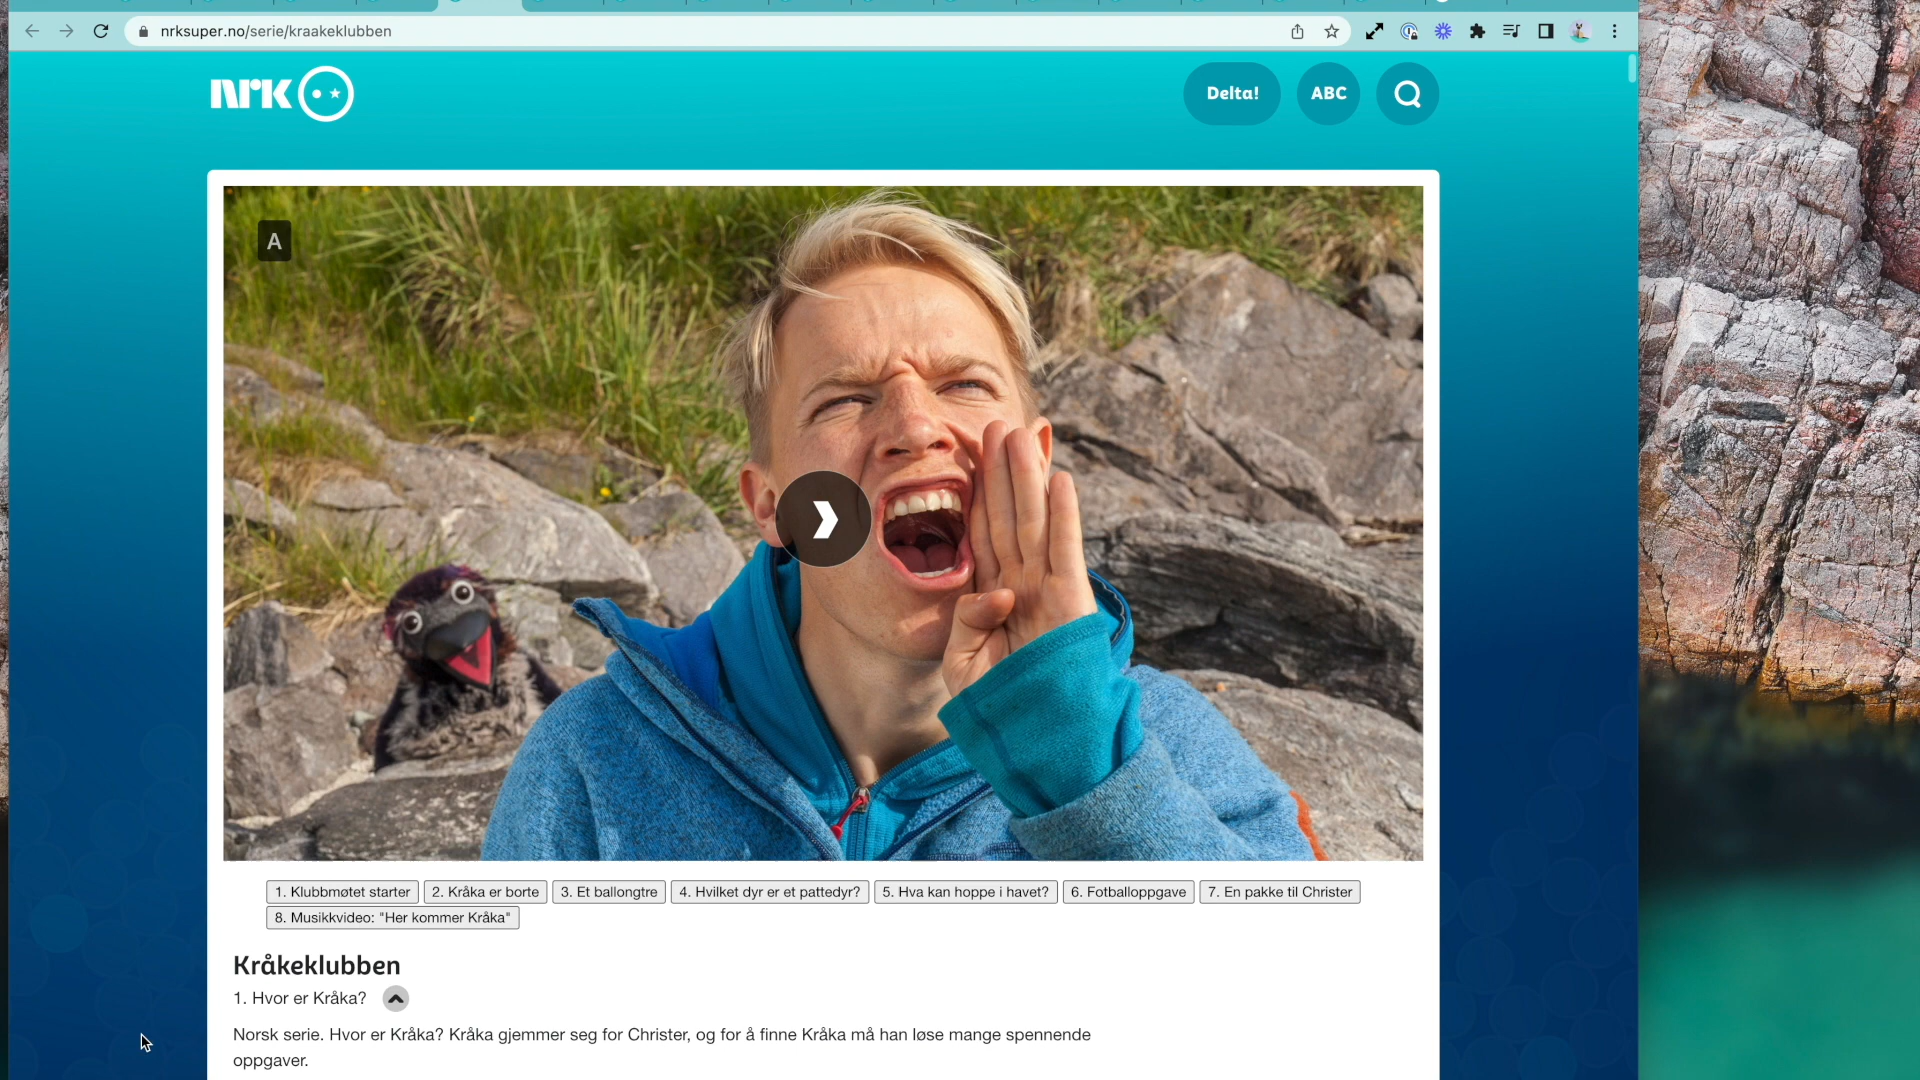 nrksuper.no/serie/kraakeklubben
nrk
Delta!
ABC
A
1. Klubbmøtet starter
2. Kråka er borte
3. Et ballongtre
4. Hvilket dyr er et pattedyr?
5. Hva kan hoppe i havet?
6. Fotballoppgave
7. En pakke til Christer
8. Musikkvideo: "Her kommer Kråka"
Kråkeklubben
1. Hvor er Kråka?
Norsk serie. Hvor er Kråka? Kråka gjemmer seg for Christer, og for å finne Kråka må han løse mange spennende
oppgaver.